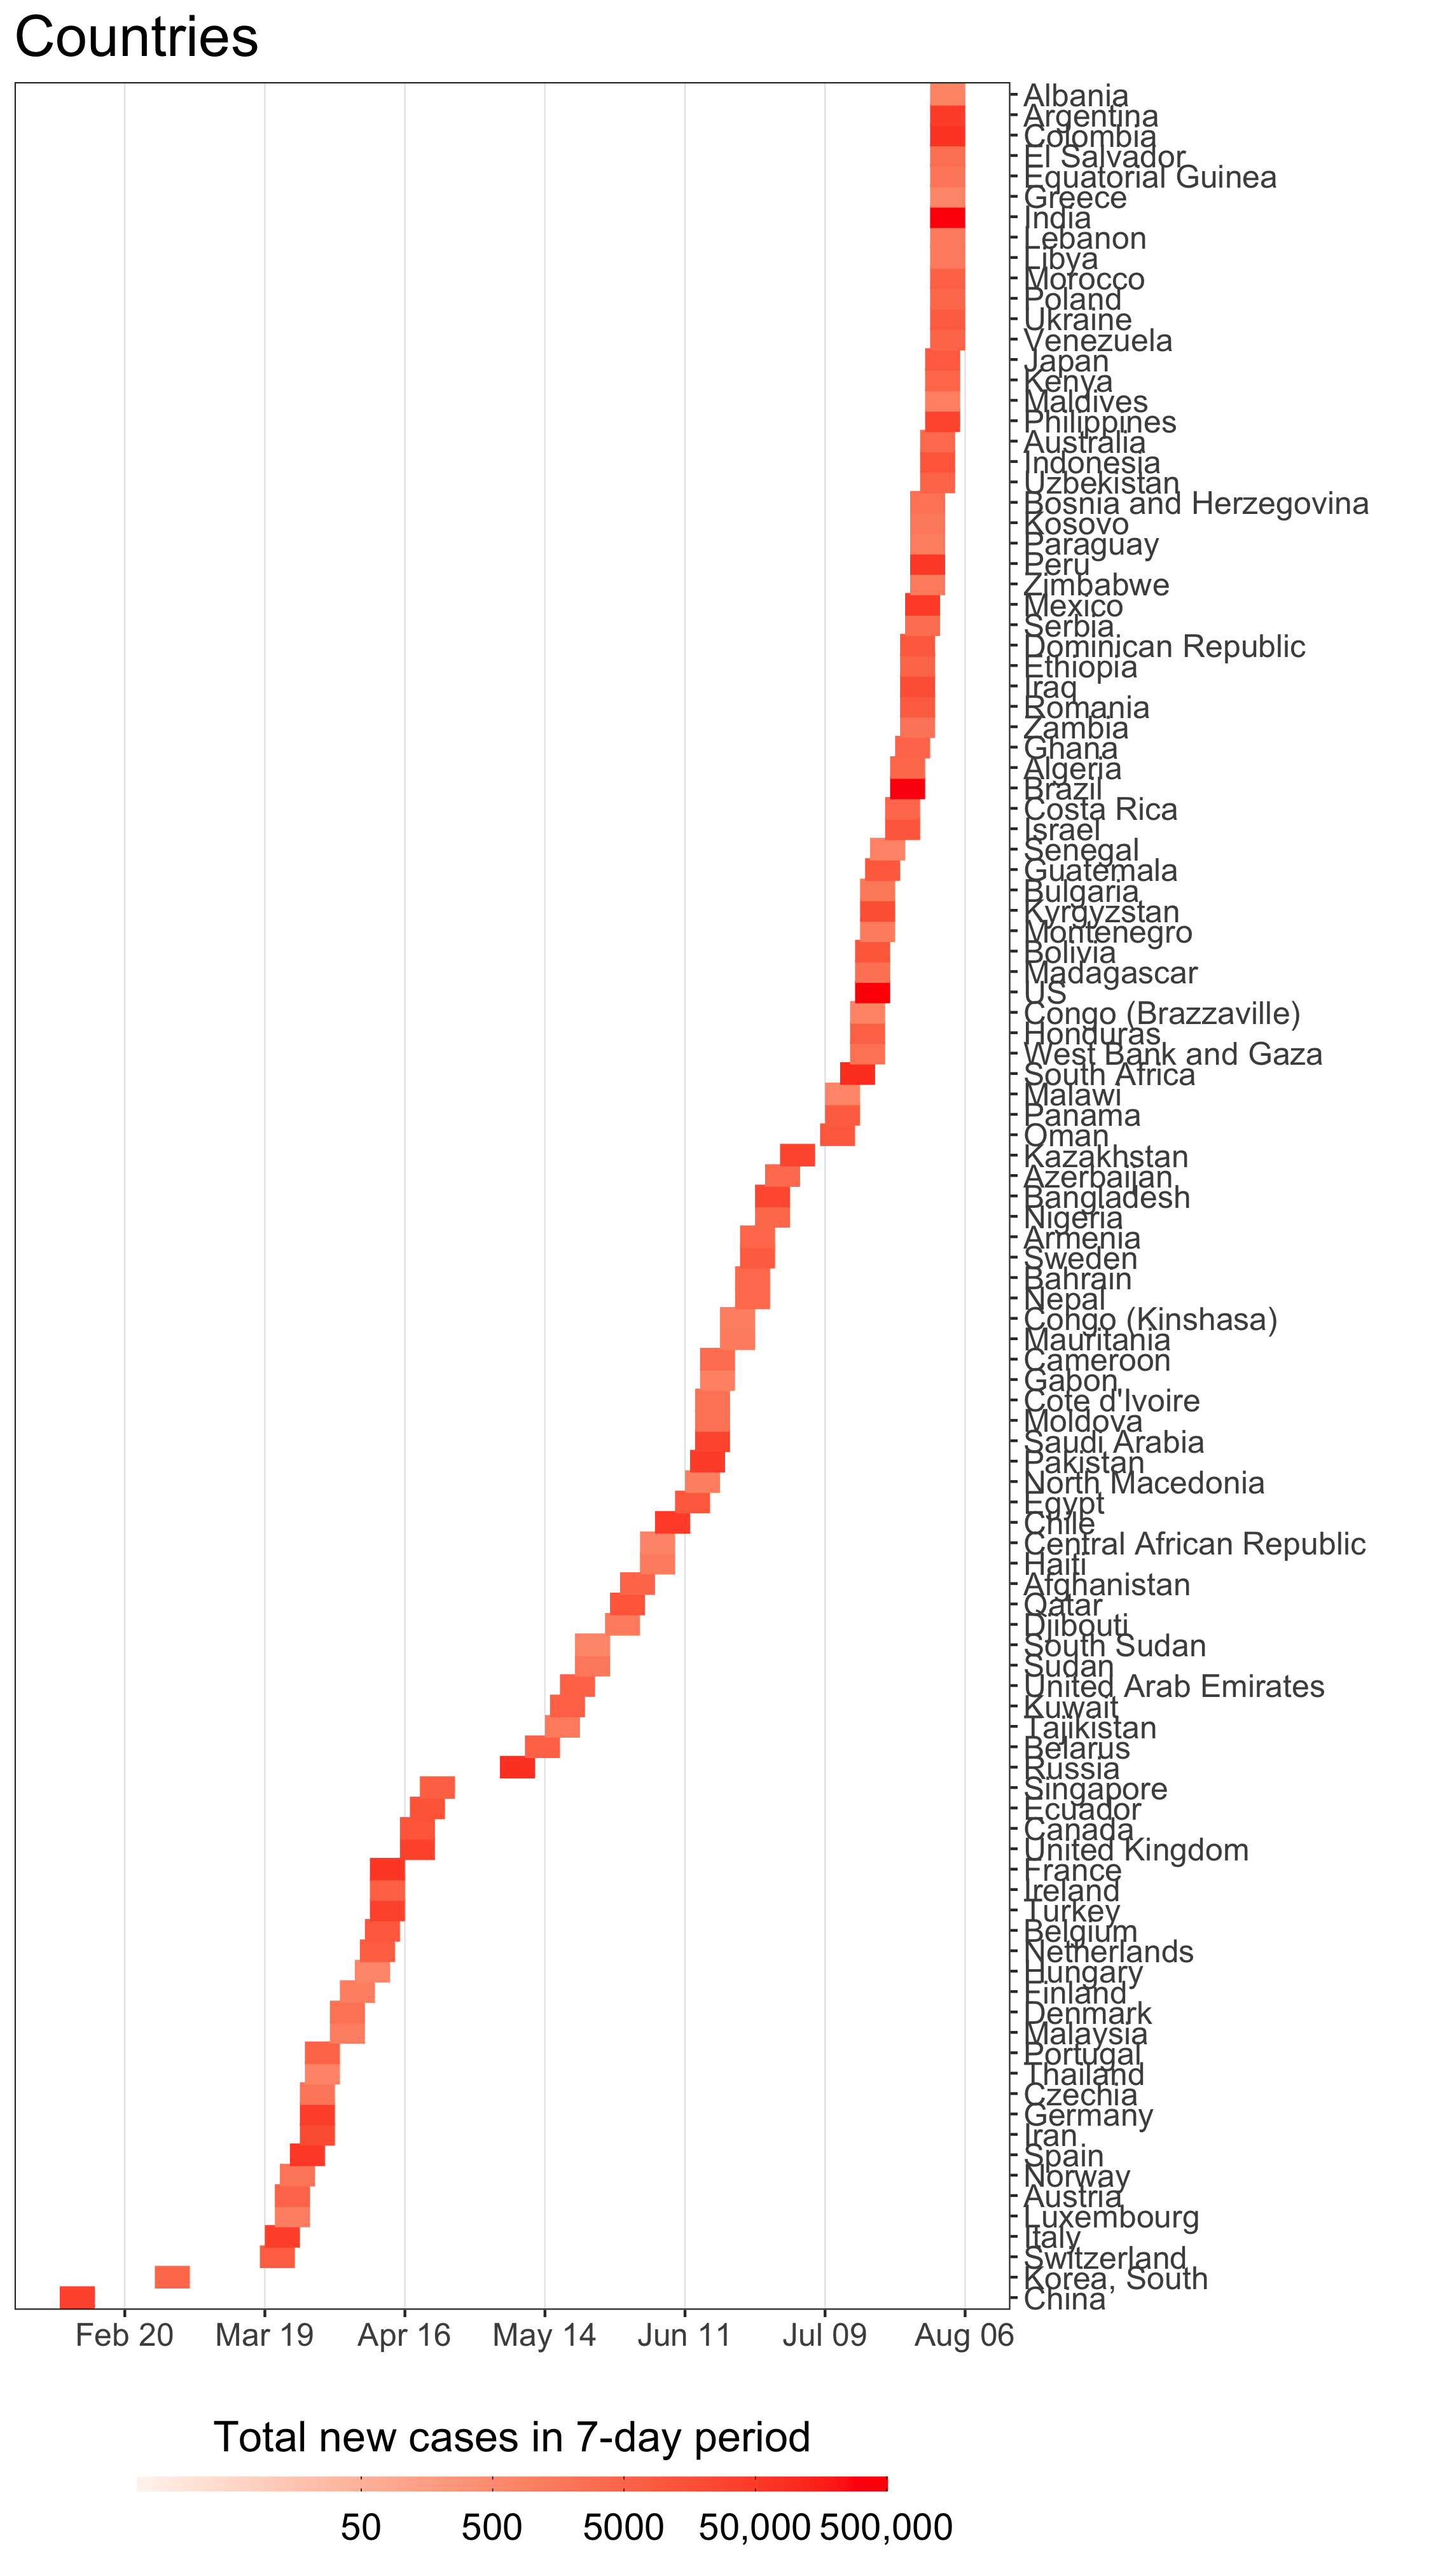 Countries
Albania
Argentina
Colombia
El Salvador
Equatorial Guinea
Greece
India
Lebanon
Libya
Morocco
Poland
Ukraine
Venezuela
Japan
Kenya
Maldives
Philippines
Australia
Indonesia
Uzbekistan
Bosnia and Herzegovina
Kosovo
Paraguay
Peru
Zimbabwe
Mexico
Serbia
Dominican Republic
Ethiopia
Iraq
Romania
Zambia
Ghana
Algeria
Brazil
Costa Rica
Israel
Senegal
Guatemala
Bulgaria
Kyrgyzstan
Montenegro
Bolivia
Madagascar
US
Congo (Brazzaville)
Honduras
West Bank and Gaza
South Africa
Malawi
Panama
Oman
Kazakhstan
Azerbaijan
Bangladesh
Nigeria
Armenia
Sweden
Bahrain
Nepal
Congo (Kinshasa)
Mauritania
Cameroon
Gabon
Cote d'Ivoire
Moldova
Saudi Arabia
Pakistan
North Macedonia
Egypt
Chile
Central African Republic
Haiti
Afghanistan
Qatar
Djibouti
South Sudan
Sudan
United Arab Emirates
Kuwait
Tajikistan
Belarus
Russia
Singapore
Ecuador
Canada
United Kingdom
France
Ireland
Turkey
Belgium
Netherlands
Hungary
Finland
Denmark
Malaysia
Portugal
Thailand
Czechia
Germany
Iran
Spain
Norway
Austria
Luxembourg
Italy
Switzerland
Korea, South
China
Feb 20 Mar 19 Apr 16 May 14 Jun 11 Jul 09 Aug 06
Total new cases in 7-day period
50 500 5000 50,000 500,000